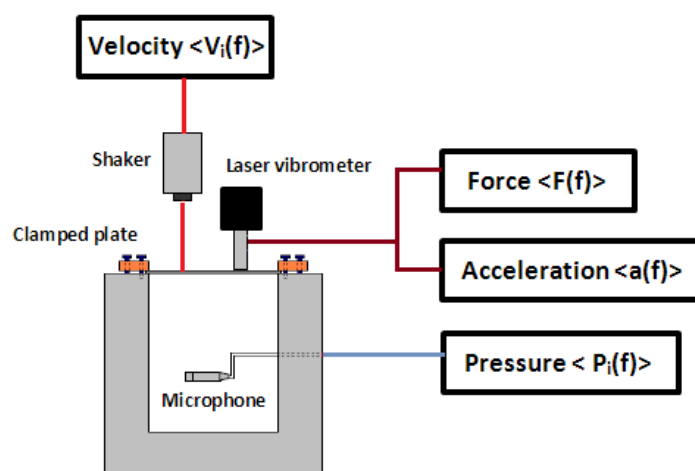 Velocity <Vi(f)>
Shaker
Laser vibrometer
Force <F(f)>
Clamped plate
Acceleration <a(f)>
Pressure < Pi(f)>
Microphone